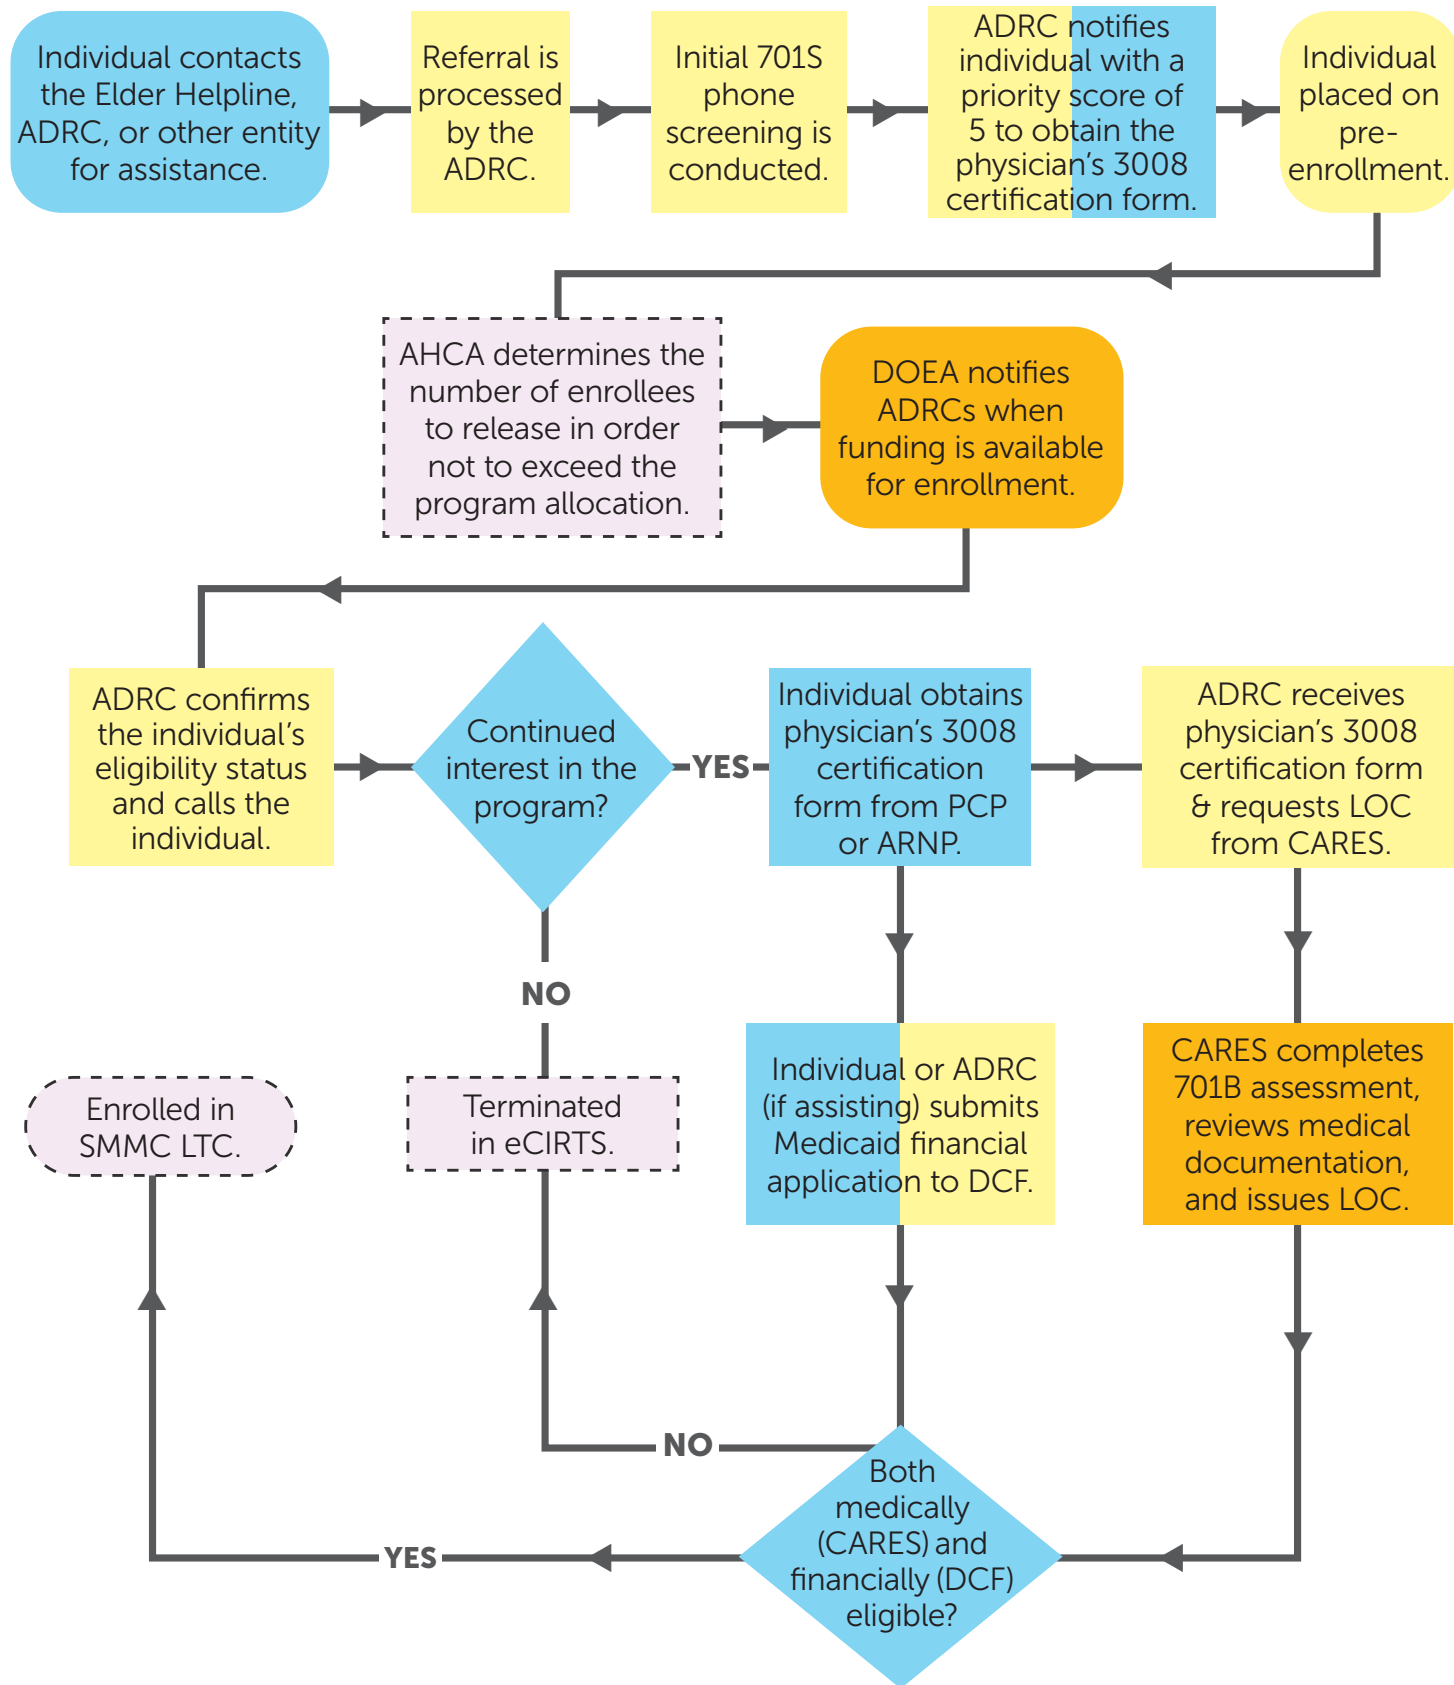 Individual contacts
the Elder Helpline,
ADRC, or other entity
for assistance.
Referral is
processed
by the
ADRC.
Initial 701S
phone
screening is
conducted.
ADRC notifies
individual with a
priority score of
5 to obtain the
physician's 3008
certification form.
Individual
placed on
pre-
enrollment.
AHCA determines the
number of enrollees
to release in order
not to exceed the
program allocation.
DOEA notifies
ADRCs when
funding is available
for enrollment.
ADRC confirms
the individual's
eligibility status
and calls the
individual.
Continued
interest in the
program?
YES
Individual obtains
physician's 3008
certification
form from PCP
or ARNP.
ADRC receives
physician's 3008
certification form
& requests LOC
from CARES.
NO
Enrolled in
SMMC LTC.
Terminated
in eCIRTS.
Individual or ADRC
(if assisting) submits
Medicaid financial
application to DCF.
CARES completes
701B assessment,
reviews medical
documentation,
and issues LOC.
NO
Both
medically
(CARES) and
financially (DCF)
eligible?
YES